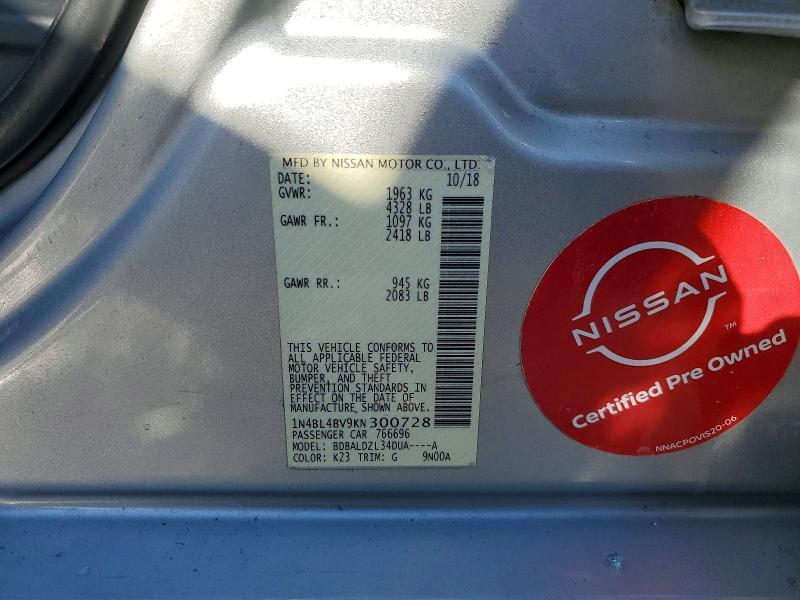 MFD BY NISSAN MOTOR CO., LTD.
DATE: 10/18
GVWR: 1963 KG
4328 LB
GAWR FR.: 1097 KG
2418 LB
GAWR RR.: 945 KG
2083 LB
THIS VEHICLE CONFORMS TO
ALL APPLICABLE FEDERAL
MOTOR VEHICLE SAFETY,
BUMPER, AND THEFT
PREVENTION STANDARDS IN
EFFECT ON THE DATE OF
MANUFACTURE SHOWN ABOVE.
1N4BL4BV9KN300728
PASSENGER CAR 766696
MODEL: BDBALDZL34DUA----A
COLOR: K23 TRIM: G 9N00A
NISSAN
TM
Certified Pre Owned
NNACPOVIS20-06